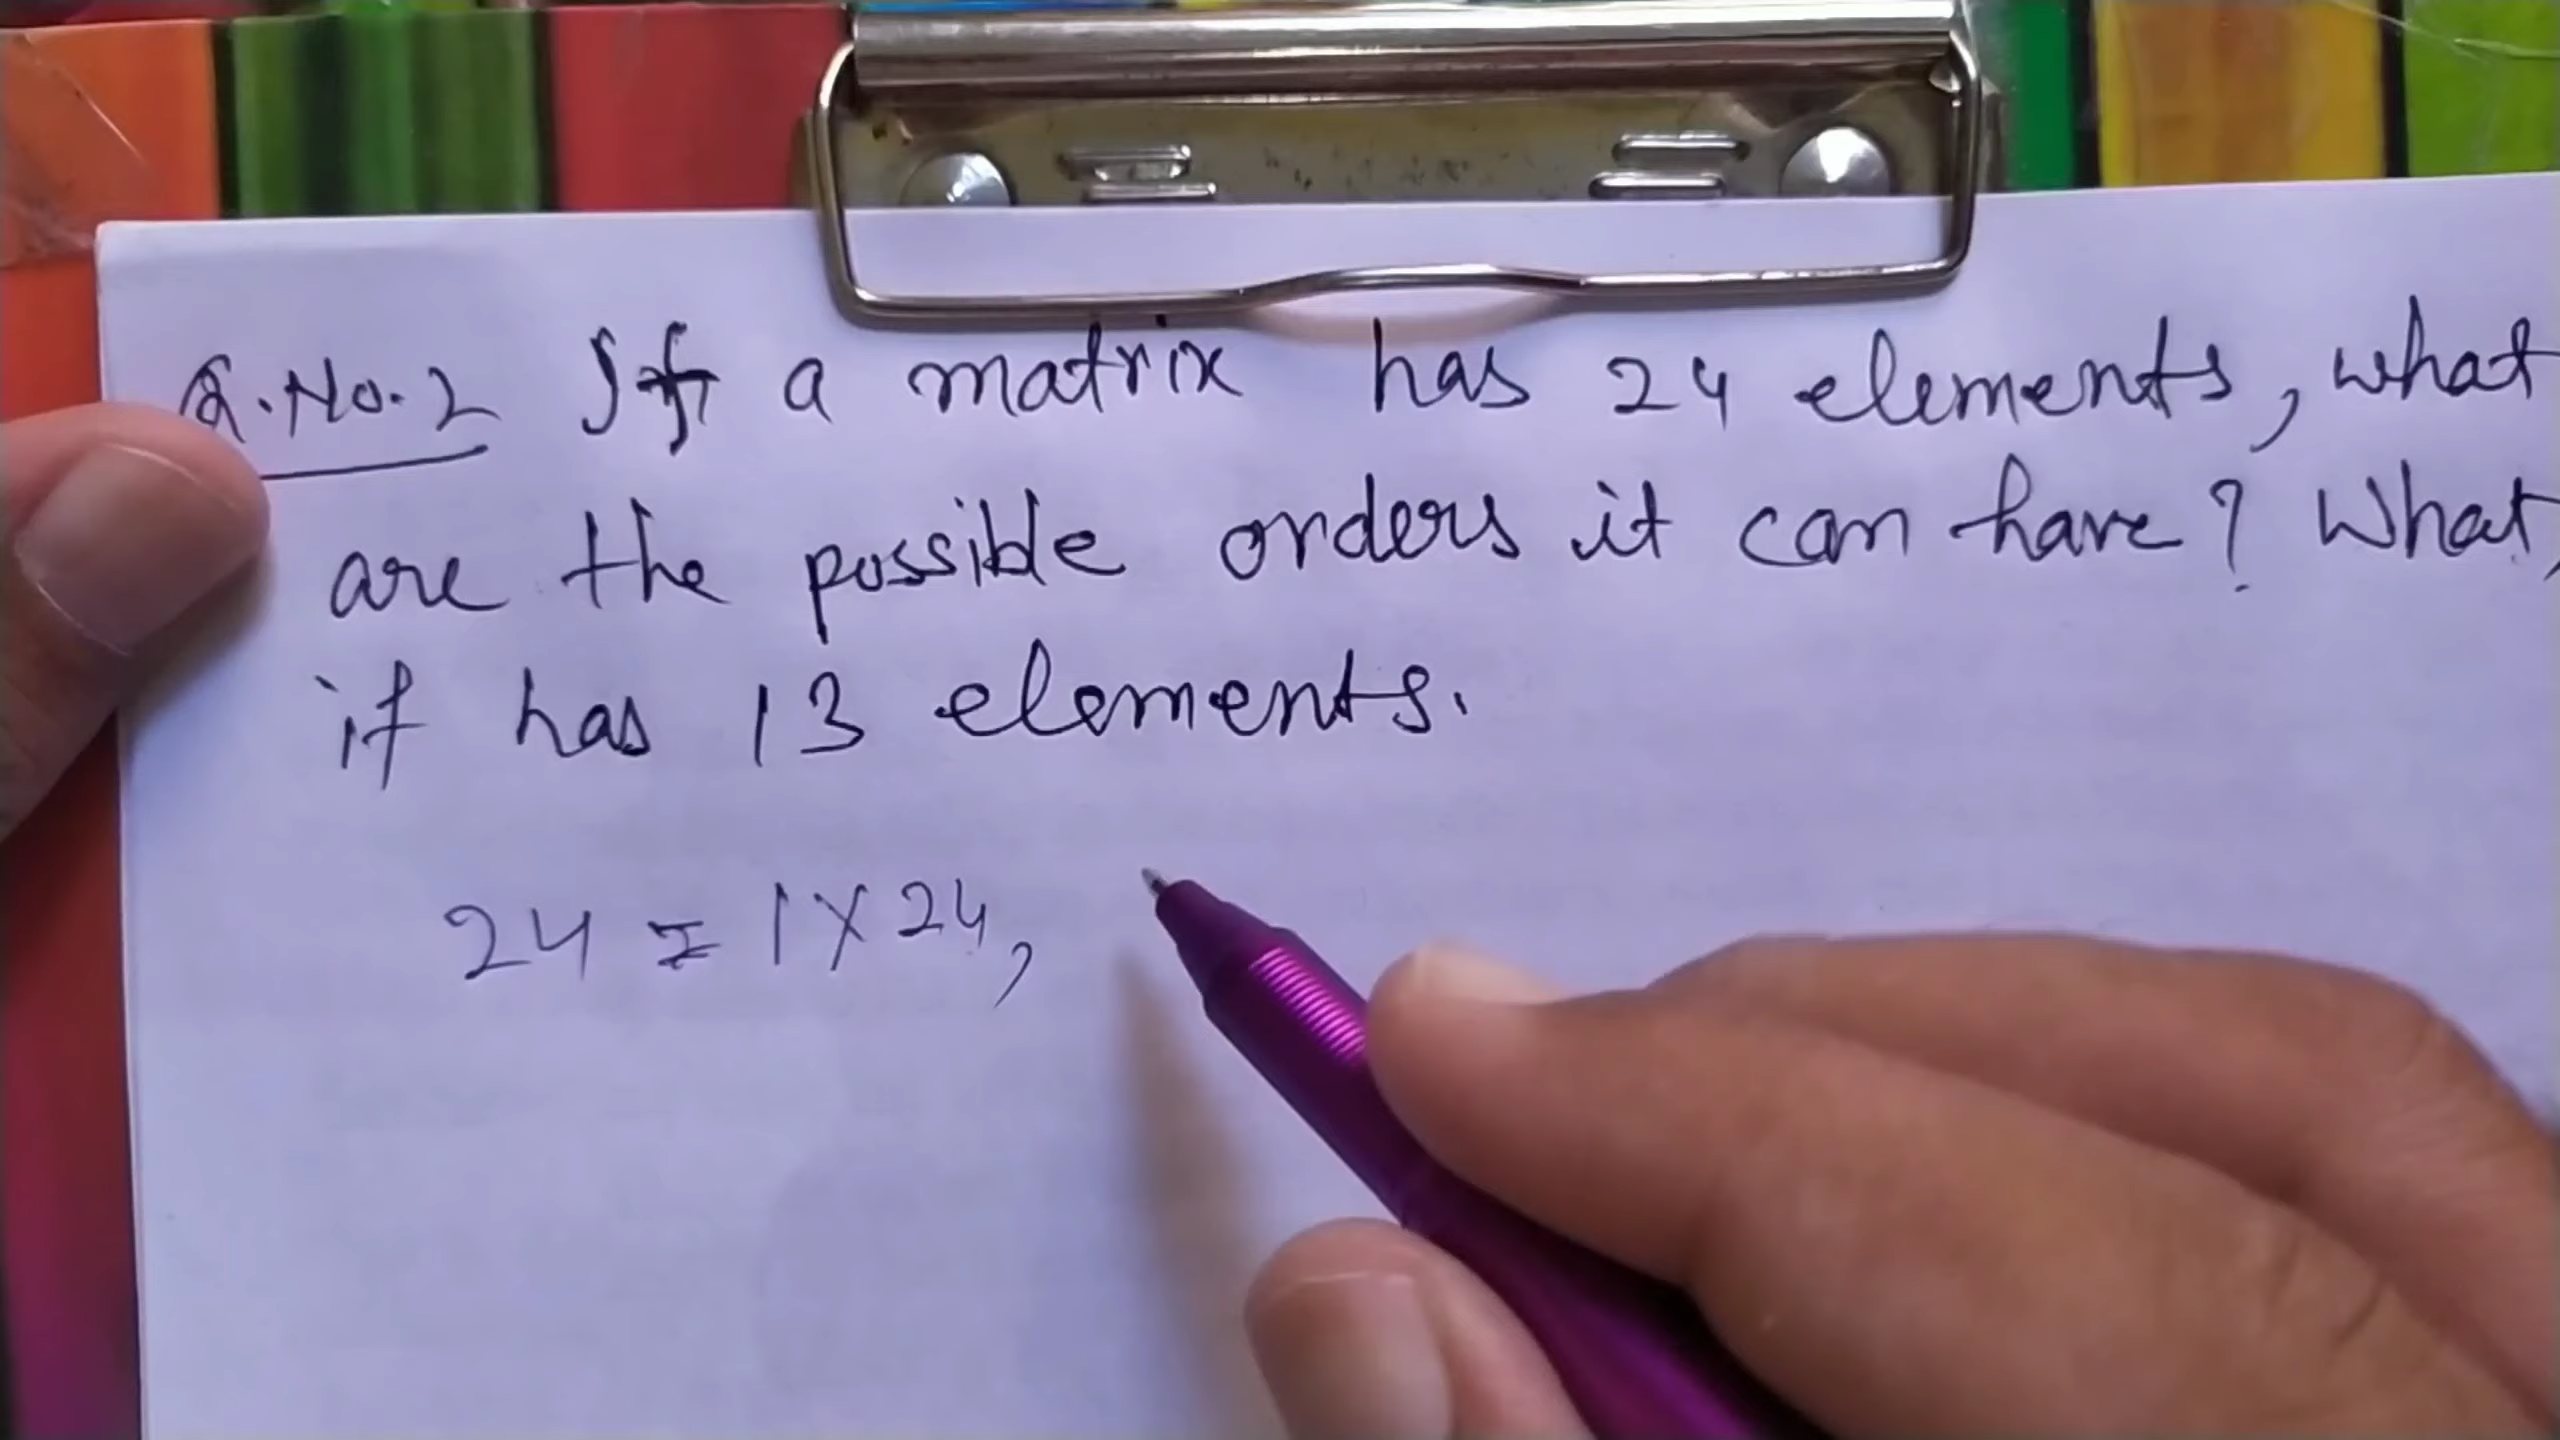 Q.No.2 If a matrix has 24 elements, what
are the possible orders it can have? What,
if has 13 elements.
24 = 1 X 24,